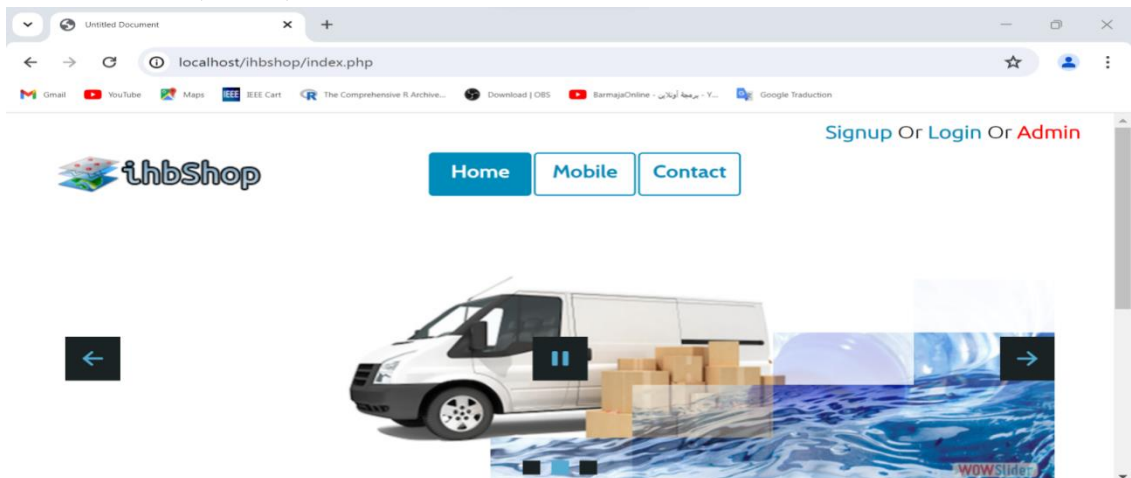 Untitled Document
localhost/ihbshop/index.php
Gmail YouTube Maps IEEE IEEE Cart The Comprehensive R Archive... Download | OBS BarmajaOnline - برمجة أونلاين - Y... Google Traduction
Signup Or Login Or Admin
ihbShop
Home Mobile Contact
WOWSlider